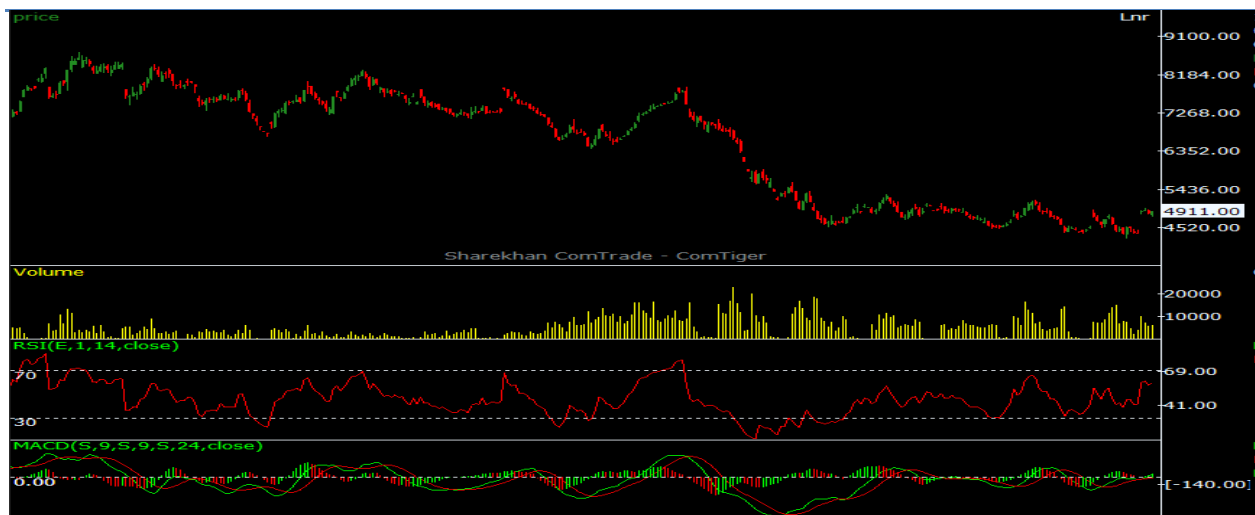 price
Lnr
9100.00
8184.00
7268.00
6352.00
5436.00
4911.00
4520.00
Sharekhan ComTrade - ComTiger
Volume
20000
10000
RSI(E,1,14,close)
70
69.00
41.00
30
MACD(S,9,S,9,S,24,close)
0.00
[-140.00]